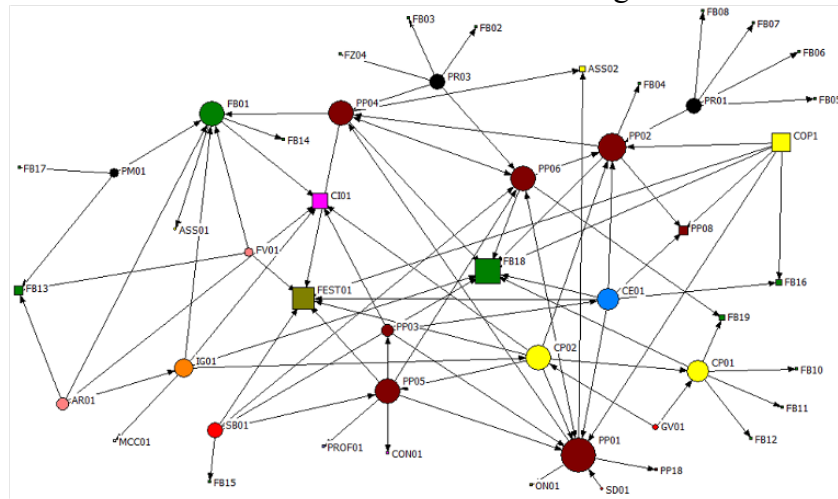 FB08
FB03
FB07
FB02
FZ04
PR03
FB06
ASS02
FB04
FB05
PR01
FB01
PP04
PP02
COP1
FB14
FB17
PM01
PP06
CI01
ASS01
PP08
FV01
FB18
FB16
FB13
FEST01
CE01
FB19
PP03
CP02
IG01
CP01
FB10
PP05
AR01
FB11
GV01
SB01
MCC01
FB12
PROF01
CON01
PP01
PP18
FB15
ON01
SD01